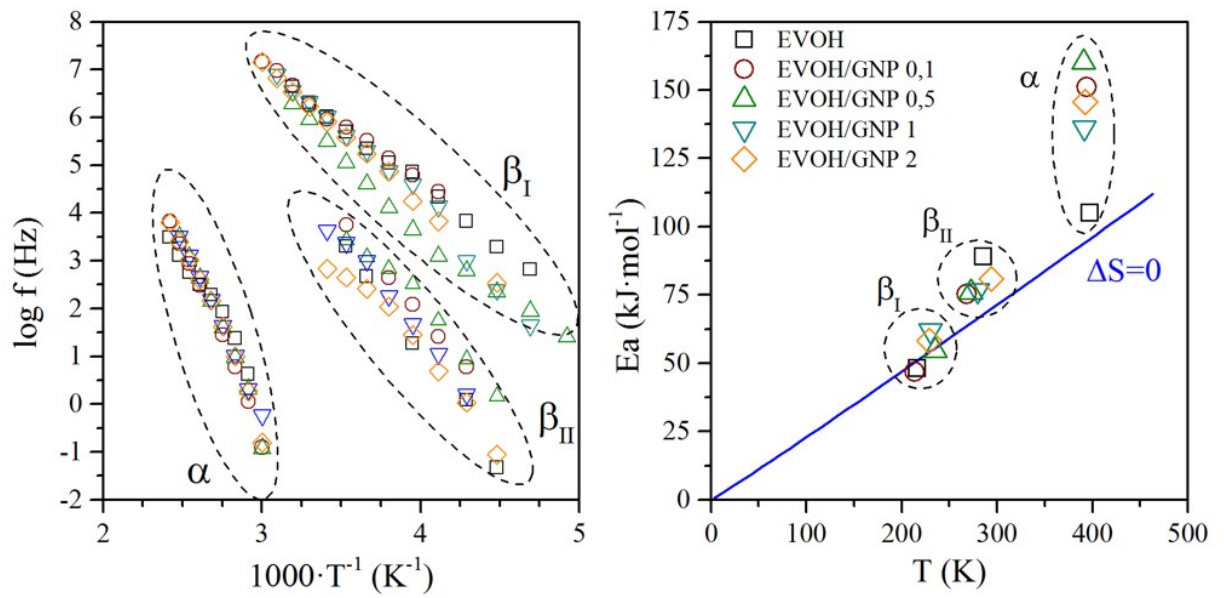 8
7
6
5
4
3
2
1
0
-1
-2
log f (Hz)
2
3
4
5
1000·T⁻¹ (K⁻¹)
α
β_I
β_II
175
150
125
100
75
50
25
0
Ea (kJ·mol⁻¹)
0
100
200
300
400
500
T (K)
EVOH
EVOH/GNP 0,1
EVOH/GNP 0,5
EVOH/GNP 1
EVOH/GNP 2
α
β_II
β_I
ΔS=0